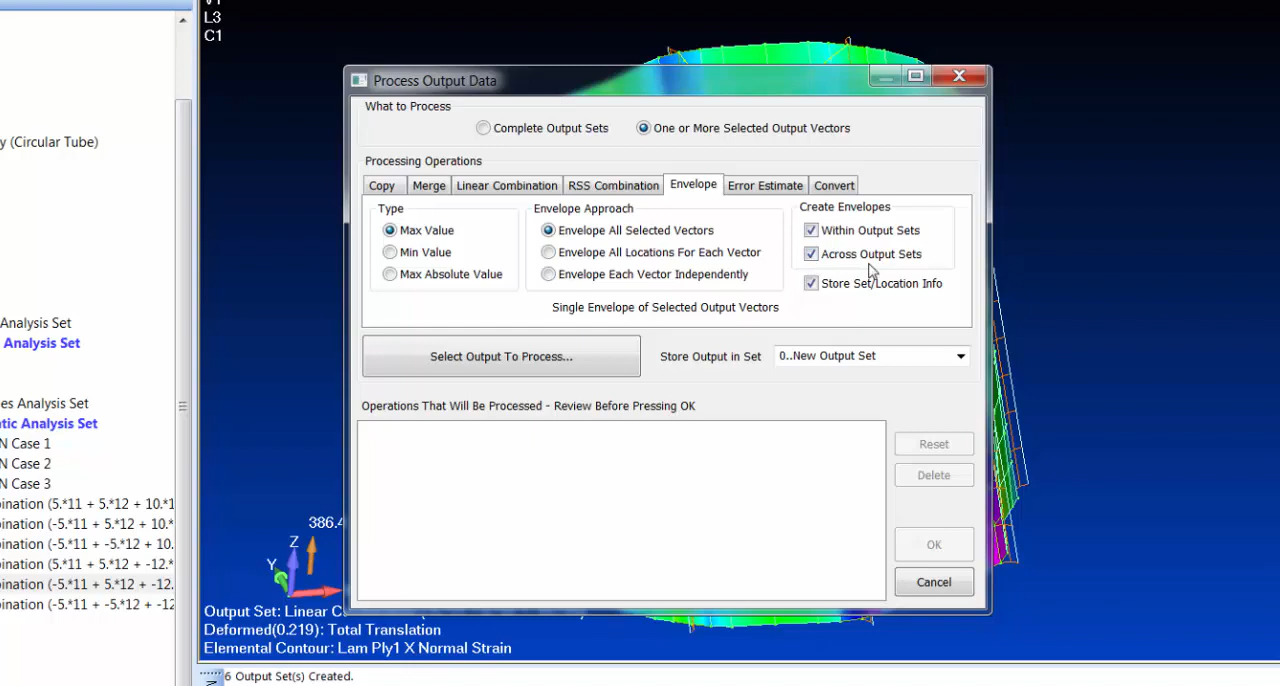 L3
C1
Process Output Data
What to Process
Complete Output Sets
One or More Selected Output Vectors
Processing Operations
Copy Merge Linear Combination RSS Combination Envelope Error Estimate Convert
Type
Max Value
Min Value
Max Absolute Value
Envelope Approach
Envelope All Selected Vectors
Envelope All Locations For Each Vector
Envelope Each Vector Independently
Create Envelopes
Within Output Sets
Across Output Sets
Store Set/Location Info
Single Envelope of Selected Output Vectors
Select Output To Process...
Store Output in Set
0..New Output Set
Operations That Will Be Processed - Review Before Pressing OK
Reset
Delete
OK
Cancel
y (Circular Tube)
Analysis Set
Analysis Set
es Analysis Set
tic Analysis Set
N Case 1
N Case 2
N Case 3
bination (5.*11 + 5.*12 + 10.*1
bination (-5.*11 + 5.*12 + 10.*
bination (-5.*11 + -5.*12 + 10.
bination (5.*11 + 5.*12 + -12.*
bination (-5.*11 + 5.*12 + -12.
bination (-5.*11 + -5.*12 + -12
386.4
Z
Y
Output Set: Linear C
Deformed(0.219): Total Translation
Elemental Contour: Lam Ply1 X Normal Strain
6 Output Set(s) Created.